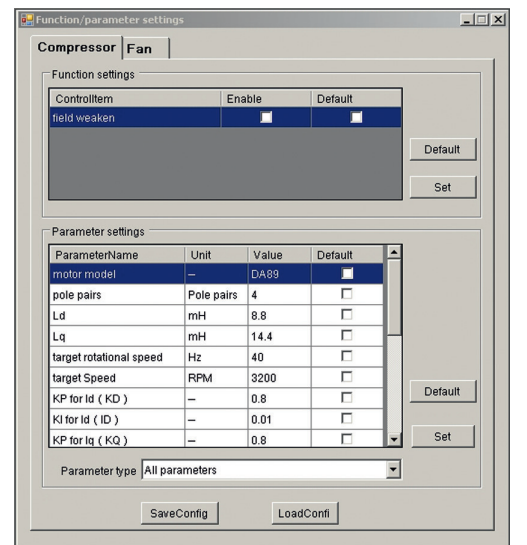 Function/parameter settings
Compressor Fan
Function settings
ControlItem Enable Default
field weaken
Default
Set
Parameter settings
ParameterName Unit Value Default
motor model – DA89
pole pairs Pole pairs 4
Ld mH 8.8
Lq mH 14.4
target rotational speed Hz 40
target Speed RPM 3200
KP for Id ( KD ) – 0.8
KI for Id ( ID ) – 0.01
KP for Iq ( KQ ) – 0.8
Default
Set
Parameter type All parameters
SaveConfig LoadConfi